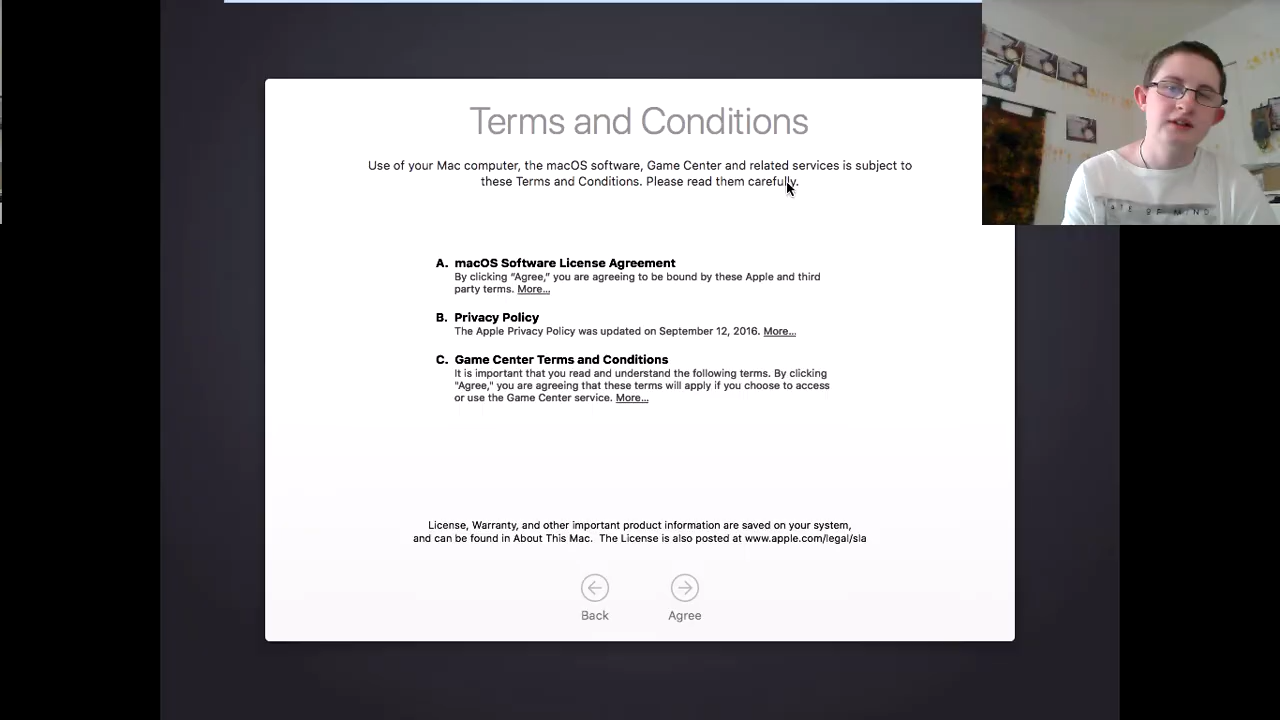 Terms and Conditions
Use of your Mac computer, the macOS software, Game Center and related services is subject to
these Terms and Conditions. Please read them carefully.
A. macOS Software License Agreement
By clicking “Agree,” you are agreeing to be bound by these Apple and third
party terms. More...
B. Privacy Policy
The Apple Privacy Policy was updated on September 12, 2016. More...
C. Game Center Terms and Conditions
It is important that you read and understand the following terms. By clicking
"Agree," you are agreeing that these terms will apply if you choose to access
or use the Game Center service. More...
License, Warranty, and other important product information are saved on your system,
and can be found in About This Mac. The License is also posted at www.apple.com/legal/sla
Back
Agree
OF MIND